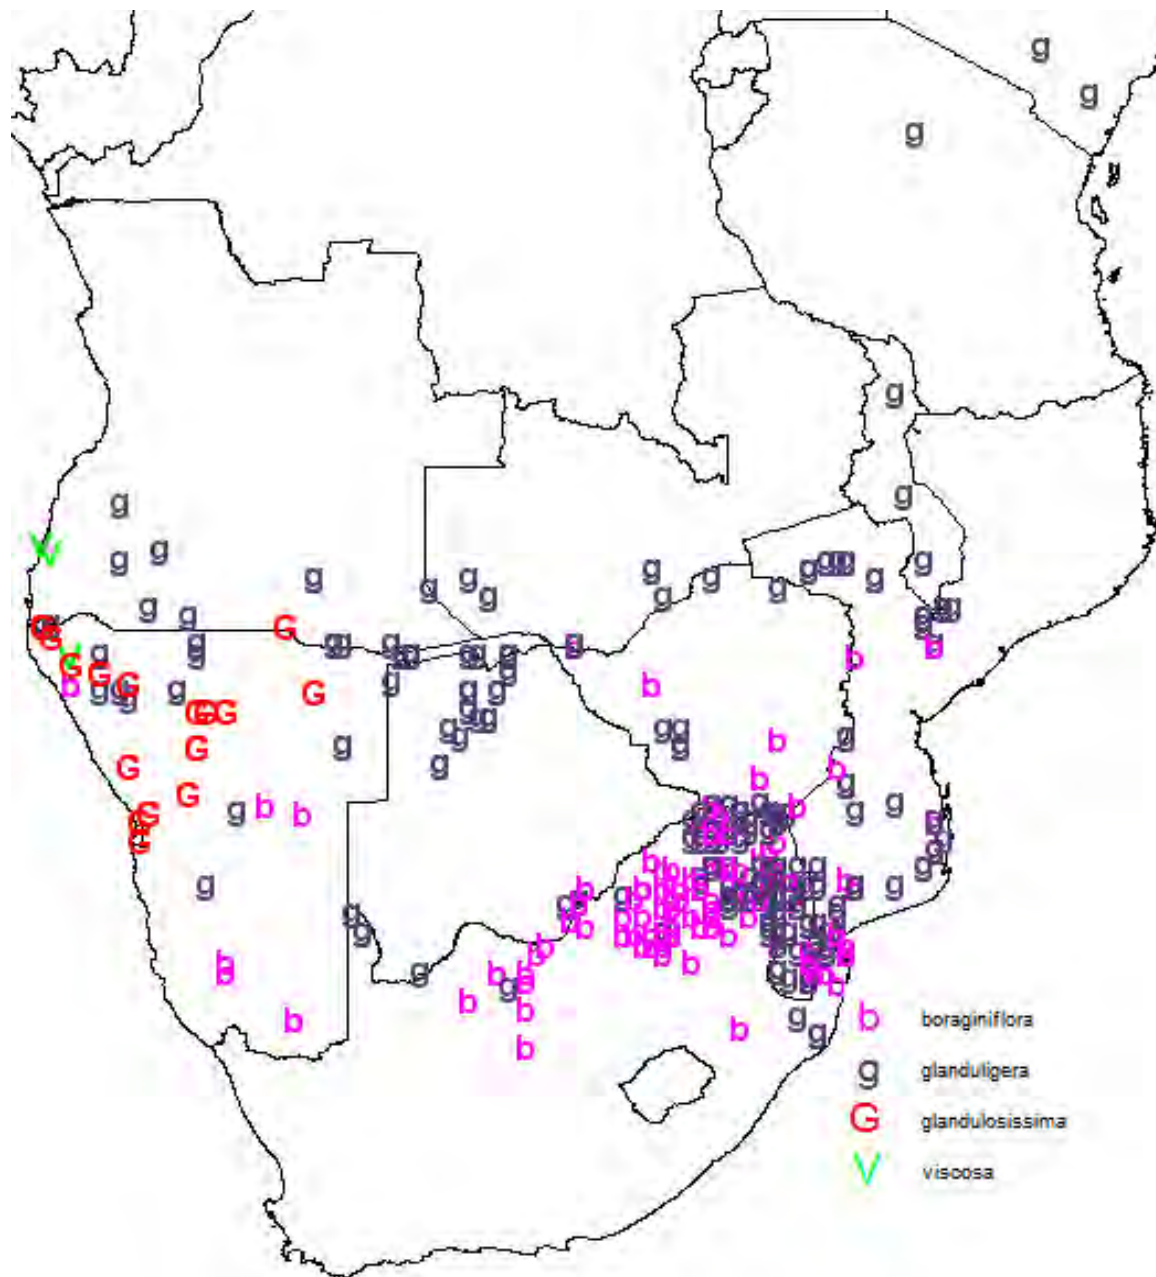 b boraginiflora
g glanduligera
G glandulosissima
V viscosa